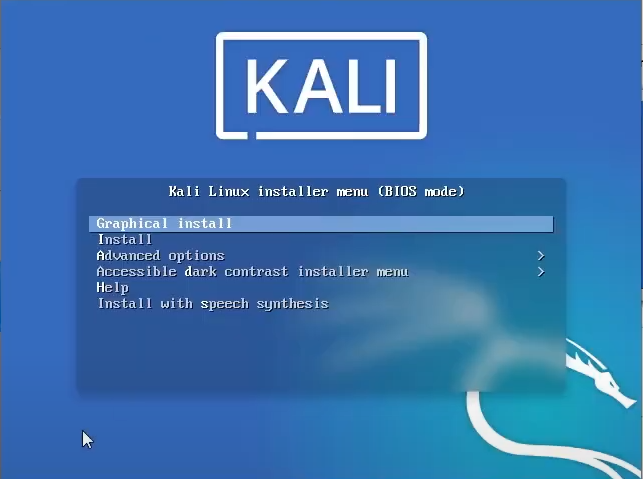 KALI
Kali Linux installer menu (BIOS mode)
Graphical install
Install
Advanced options >
Accessible dark contrast installer menu >
Help
Install with speech synthesis